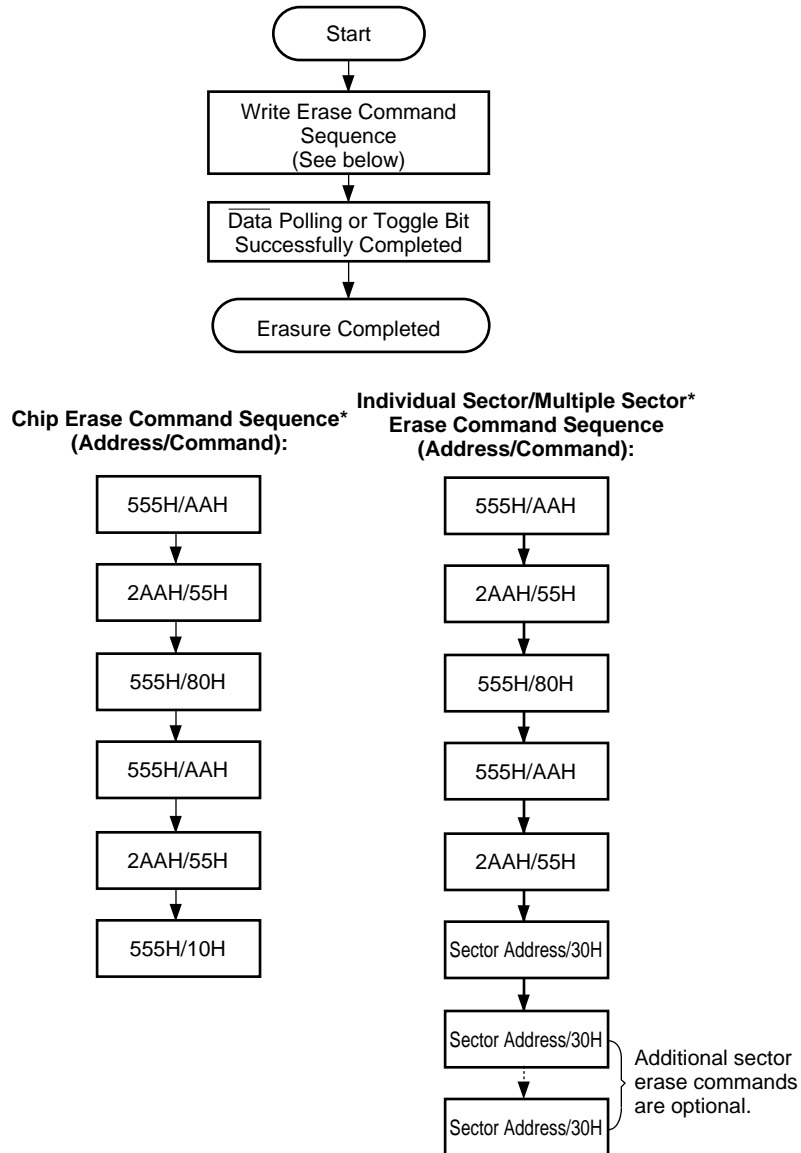 Start
Write Erase Command
Sequence
(See below)
Data Polling or Toggle Bit
Successfully Completed
Erasure Completed
Chip Erase Command Sequence*
(Address/Command):
555H/AAH
2AAH/55H
555H/80H
555H/AAH
2AAH/55H
555H/10H
Individual Sector/Multiple Sector*
Erase Command Sequence
(Address/Command):
555H/AAH
2AAH/55H
555H/80H
555H/AAH
2AAH/55H
Sector Address/30H
Sector Address/30H
Sector Address/30H
Additional sector
erase commands
are optional.